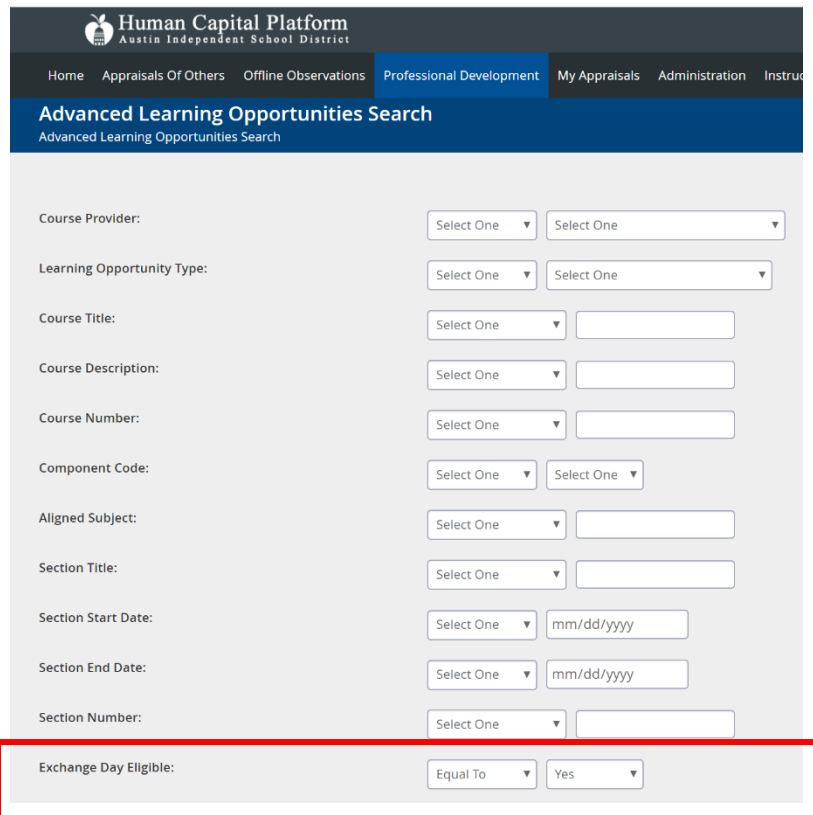 Human Capital Platform
Austin Independent School District
Home Appraisals Of Others Offline Observations Professional Development My Appraisals Administration Instruc
Advanced Learning Opportunities Search
Advanced Learning Opportunities Search
Course Provider: Select One Select One
Learning Opportunity Type: Select One Select One
Course Title: Select One
Course Description: Select One
Course Number: Select One
Component Code: Select One Select One
Aligned Subject: Select One
Section Title: Select One
Section Start Date: Select One mm/dd/yyyy
Section End Date: Select One mm/dd/yyyy
Section Number: Select One
Exchange Day Eligible: Equal To Yes